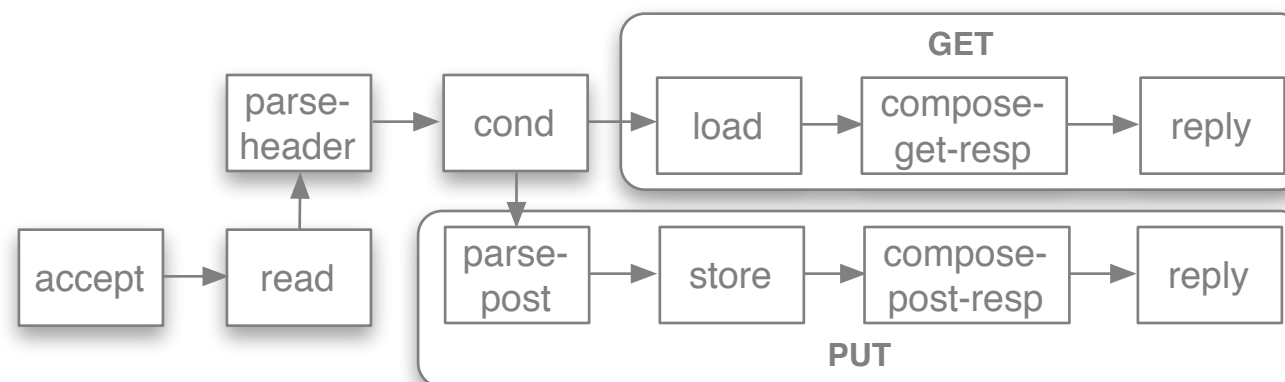 GET
parse-
header
cond
load
compose-
get-resp
reply
accept
read
parse-
post
store
compose-
post-resp
reply
PUT